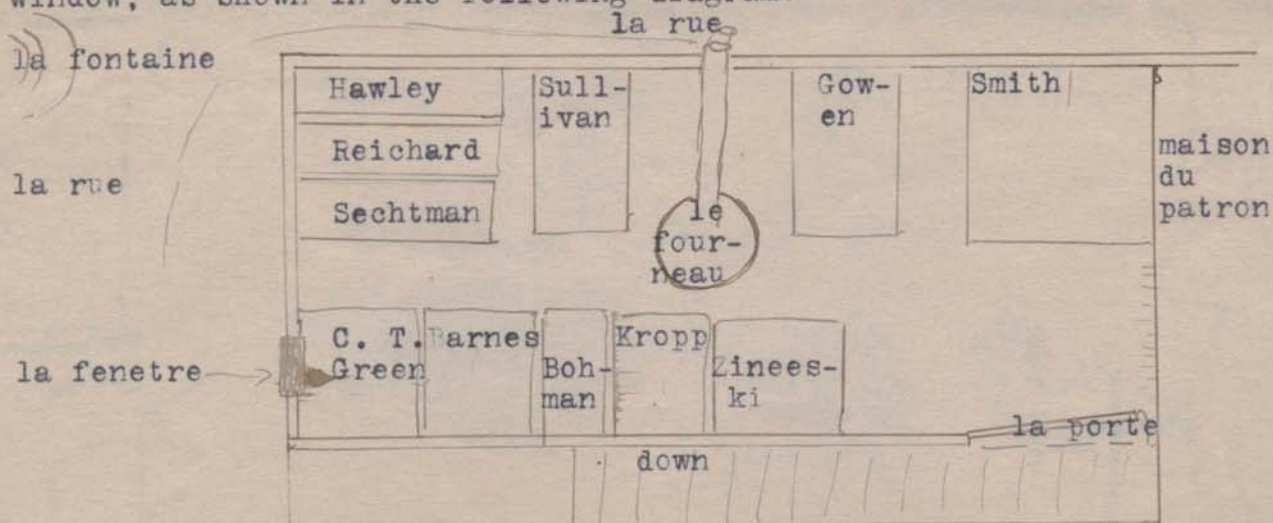 window, as shown in the following diagram.
la rue
la fontaine
Hawley
Sull-
ivan
Gow-
en
Smith
Reichard
maison
du
patron
la rue
Sechtman
le
four-
neau
la fenetre
C. T.
Green
Barnes
Boh-
man
Kropp
Zinees-
ki
la porte
down